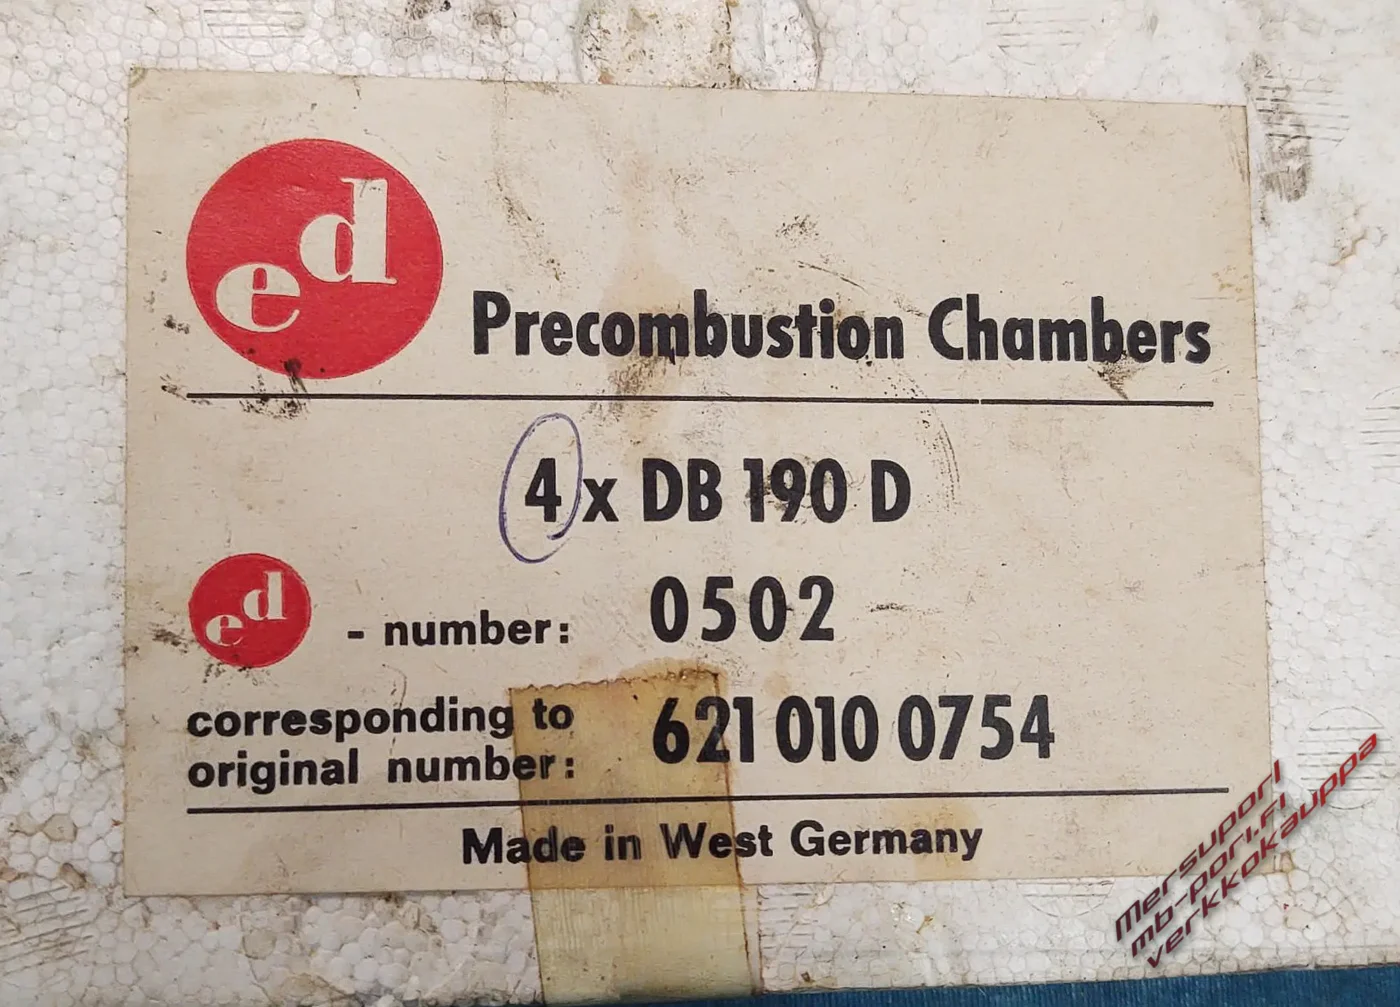 ed
Precombustion Chambers
4 x DB 190 D
ed - number: 0502
corresponding to
original number: 621 010 0754
Made in West Germany
Mersupori
mb-pori.fi
verkkokauppa